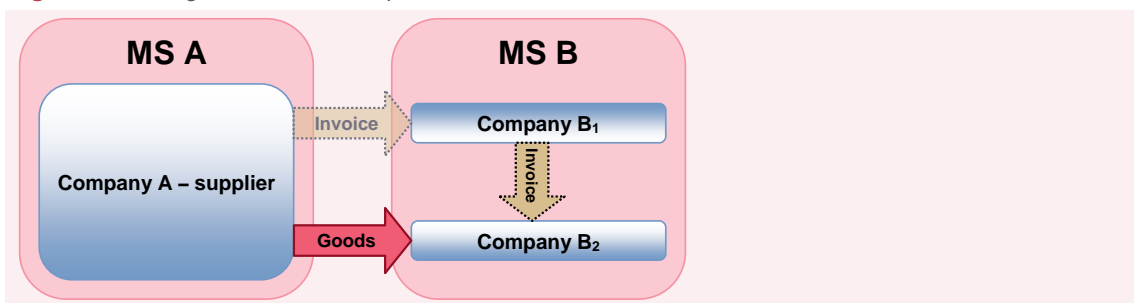 MS A
MS B
Invoice
Company B₁
Company A – supplier
Invoice
Goods
Company B₂